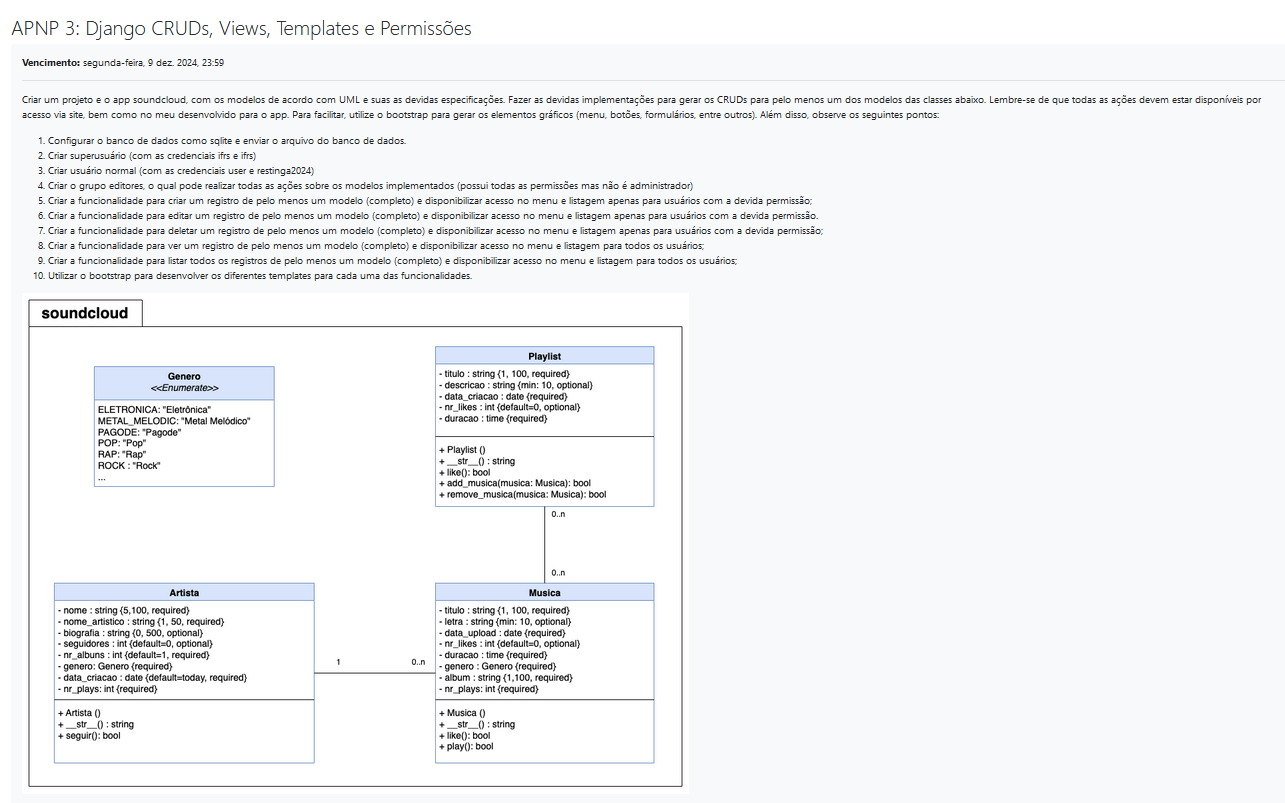 APNP 3: Django CRUDs, Views, Templates e Permissões
Vencimento: segunda-feira, 9 dez. 2024, 23:59
Criar um projeto e o app soundcloud, com os modelos de acordo com UML e suas as devidas especificações. Fazer as devidas implementações para gerar os CRUDs para pelo menos um dos modelos das classes abaixo. Lembre-se de que todas as ações devem estar disponíveis por
acesso via site, bem como no meu desenvolvido para o app. Para facilitar, utilize o bootstrap para gerar os elementos gráficos (menu, botões, formulários, entre outros). Além disso, observe os seguintes pontos:
1. Configurar o banco de dados como sqlite e enviar o arquivo do banco de dados.
2. Criar superusuário (com as credenciais ifrs e ifrs)
3. Criar usuário normal (com as credenciais user e restinga2024)
4. Criar o grupo editores, o qual pode realizar todas as ações sobre os modelos implementados (possui todas as permissões mas não é administrador)
5. Criar a funcionalidade para criar um registro de pelo menos um modelo (completo) e disponibilizar acesso no menu e listagem apenas para usuários com a devida permissão;
6. Criar a funcionalidade para editar um registro de pelo menos um modelo (completo) e disponibilizar acesso no menu e listagem apenas para usuários com a devida permissão.
7. Criar a funcionalidade para deletar um registro de pelo menos um modelo (completo) e disponibilizar acesso no menu e listagem apenas para usuários com a devida permissão;
8. Criar a funcionalidade para ver um registro de pelo menos um modelo (completo) e disponibilizar acesso no menu e listagem para todos os usuários;
9. Criar a funcionalidade para listar todos os registros de pelo menos um modelo (completo) e disponibilizar acesso no menu e listagem para todos os usuários;
10. Utilizar o bootstrap para desenvolver os diferentes templates para cada uma das funcionalidades.
soundcloud
Genero
<<Enumerate>>
ELETRONICA: "Eletrônica"
METAL_MELODIC: "Metal Melódico"
PAGODE: "Pagode"
POP: "Pop"
RAP: "Rap"
ROCK : "Rock"
...
Playlist
- titulo : string {1, 100, required}
- descricao : string {min: 10, optional}
- data_criacao : date {required}
- nr_likes : int {default=0, optional}
- duracao : time {required}
+ Playlist ()
+ __str__() : string
+ like(): bool
+ add_musica(musica: Musica): bool
+ remove_musica(musica: Musica): bool
0..n
0..n
Artista
- nome : string {5,100, required}
- nome_artistico : string {1, 50, required}
- biografia : string {0, 500, optional}
- seguidores : int {default=0, optional}
- nr_albuns : int {default=1, required}
- genero: Genero {required}
- data_criacao : date {default=today, required}
- nr_plays: int {required}
+ Artista ()
+ __str__() : string
+ seguir(): bool
1
0..n
Musica
- titulo : string {1, 100, required}
- letra : string {min: 10, optional}
- data_upload : date {required}
- nr_likes : int {default=0, optional}
- duracao : time {required}
- genero : Genero {required}
- album : string {1,100, required}
- nr_plays: int {required}
+ Musica ()
+ __str__() : string
+ like(): bool
+ play(): bool